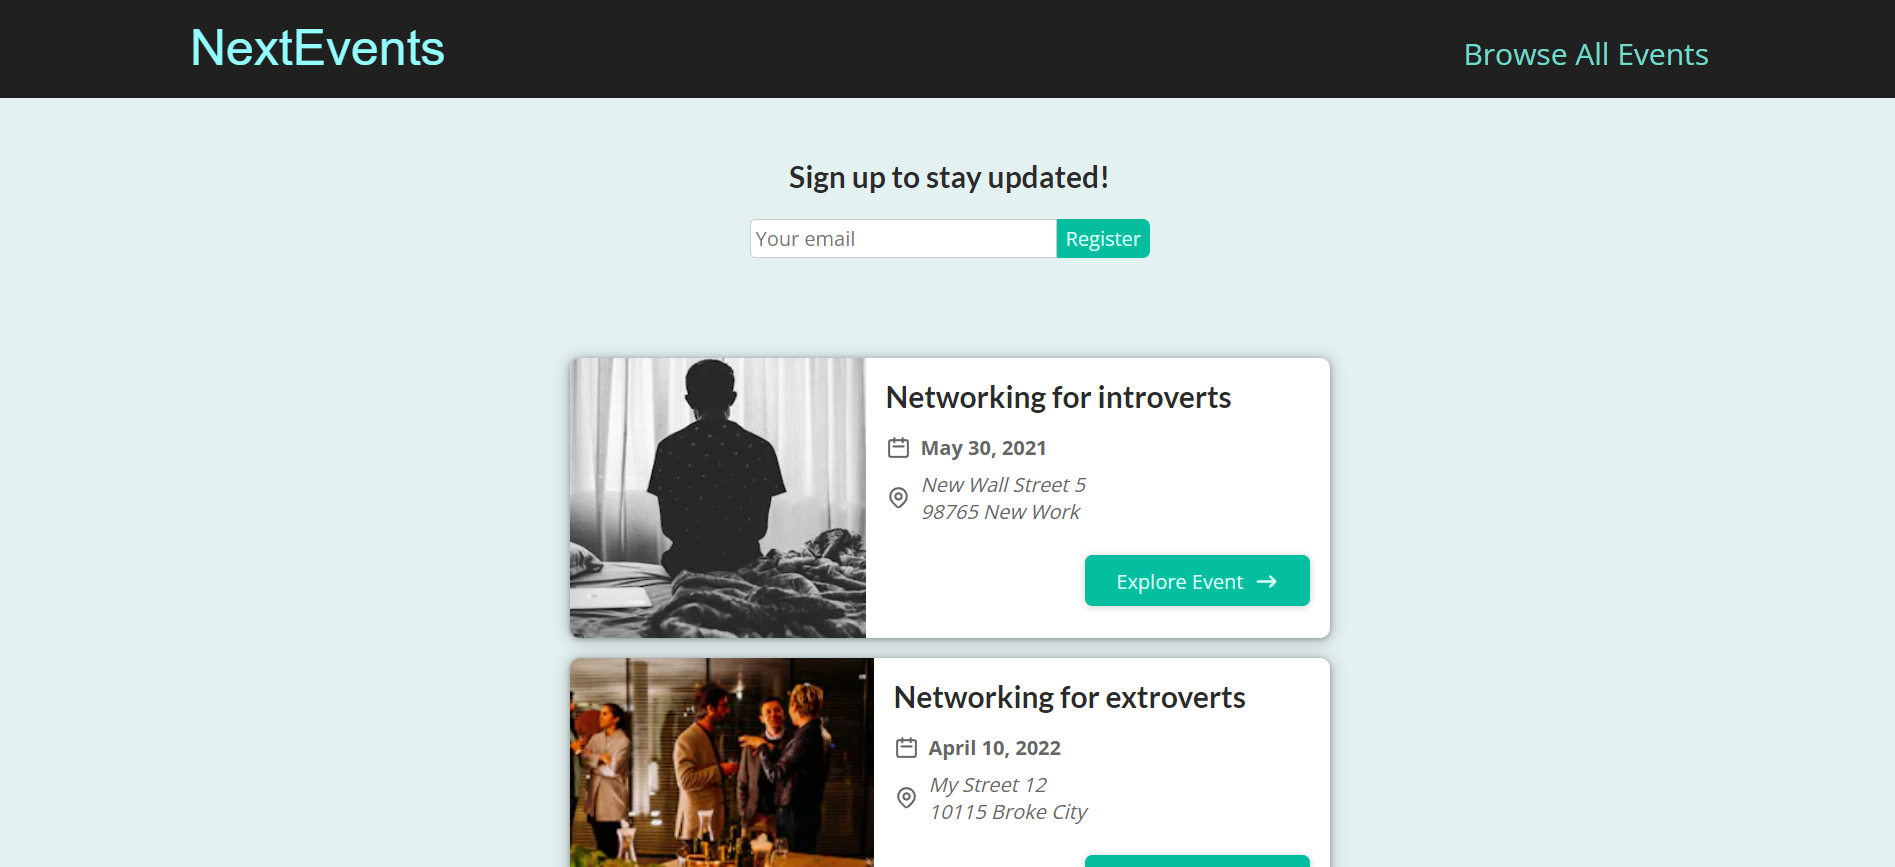 NextEvents
Browse All Events
Sign up to stay updated!
Your email
Register
Networking for introverts
May 30, 2021
New Wall Street 5
98765 New Work
Explore Event
Networking for extroverts
April 10, 2022
My Street 12
10115 Broke City